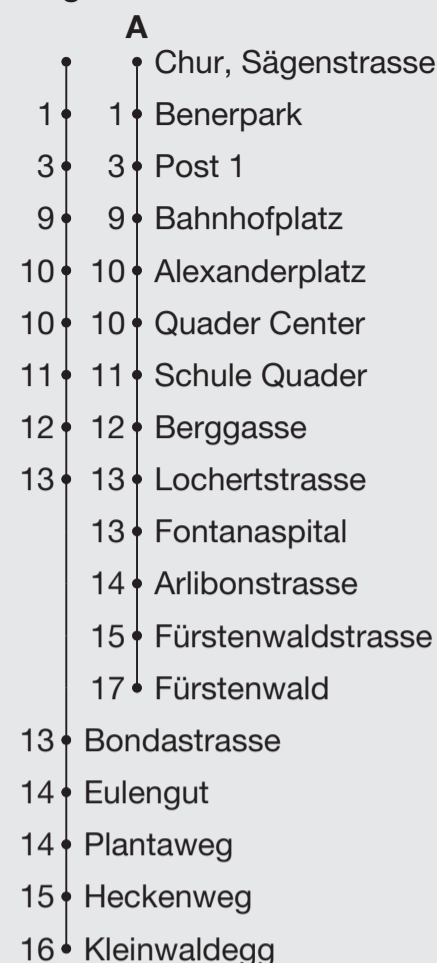 A
Chur, Sägenstrasse
1 1 Benerpark
3 3 Post 1
9 9 Bahnhofplatz
10 10 Alexanderplatz
10 10 Quader Center
11 11 Schule Quader
12 12 Berggasse
13 13 Lochertstrasse
13 Fontanaspital
14 Arlibonstrasse
15 Fürstenwaldstrasse
17 Fürstenwald
13 Bondastrasse
14 Eulengut
14 Plantaweg
15 Heckenweg
16 Kleinwaldegg